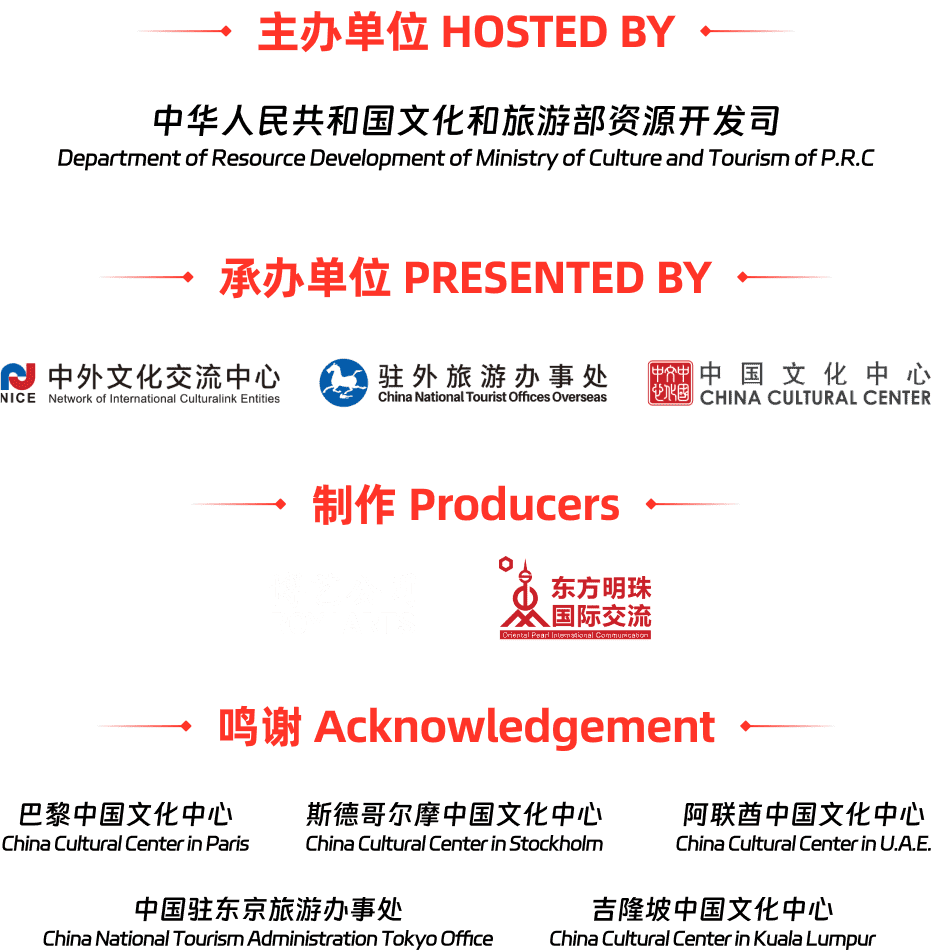 主办单位 HOSTED BY
中华人民共和国文化和旅游部资源开发司
Department of Resource Development of Ministry of Culture and Tourism of P.R.C
承办单位 PRESENTED BY
NICE
中外文化交流中心
Network of International Culturalink Entities
驻外旅游办事处
China National Tourist Offices Overseas
中国文化中心
中国文化中心
CHINA CULTURAL CENTER
制作 Producers
东方明珠
国际交流
Oriental Pearl International Communication
鸣谢 Acknowledgement
巴黎中国文化中心
China Cultural Center in Paris
斯德哥尔摩中国文化中心
China Cultural Center in Stockholm
阿联酋中国文化中心
China Cultural Center in U.A.E.
中国驻东京旅游办事处
China National Tourism Administration Tokyo Office
吉隆坡中国文化中心
China Cultural Center in Kuala Lumpur